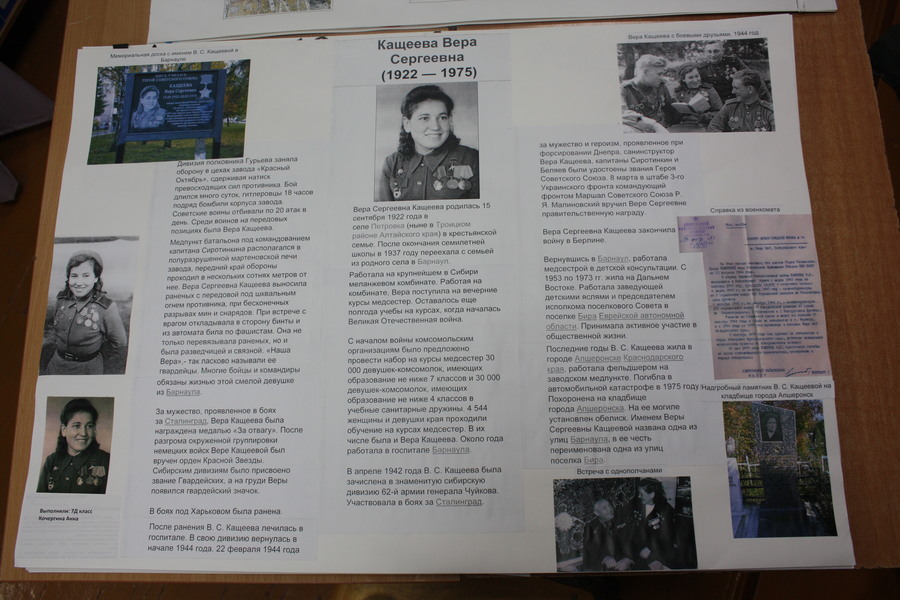 Мемориальная доска с именем В. С. Кащеевой в
Барнауле
КАЩЕЕВА
Вера Сергеевна
Дивизия полковника Гурьева заняла
оборону в цехах завода «Красный
Октябрь», сдерживая натиск
превосходящих сил противника. Бой
длился много суток, гитлеровцы 18 часов
подряд бомбили корпуса завода.
Советские воины отбивали по 20 атак в
день. Среди воинов на передовых
позициях была Вера Кащеева.
Медпункт батальона под командованием
капитана Сироткина располагался в
полуразрушенной мартеновской печи
завода, передний край обороны
проходил в нескольких сотнях метров от
нее. Вера Сергеевна Кащеева выносила
раненых с передовой под шквальным
огнем противника, при бесконечных
разрывах мин и снарядов. При встрече с
врагом откладывала в сторону бинты и
из автомата била по фашистам. Она не
только перевязывала раненых, но и
была разведчицей и связной. «Наша
Вера»,- так ласково называли ее
гвардейцы. Многие бойцы и командиры
обязаны жизнью этой смелой девушке
из Барнаула.
За мужество, проявленное в боях
за Сталинград, Вера Кащеева была
награждена медалью «За отвагу». После
разгрома окруженной группировки
немецких войск Вере Кащеевой был
вручен орден Красной Звезды.
Сибирским дивизиям было присвоено
звание Гвардейских, а на груди Веры
появился гвардейский значок.
В боях под Харьковом была ранена.
После ранения В. С. Кащеева лечилась в
госпитале. В свою дивизию вернулась в
начале 1944 года. 22 февраля 1944 года
Выполнили: 7Д класс
Кочергина Анна
Кащеева Вера
Сергеевна
(1922 — 1975)
Вера Сергеевна Кащеева родилась 15
сентября 1922 года в
селе Петровка (ныне в Троицком
районе Алтайского края) в крестьянской
семье. После окончания семилетней
школы в 1937 году переехала с семьей
из родного села в Барнаул.
Работала на крупнейшем в Сибири
меланжевом комбинате. Работая на
комбинате, Вера поступила на вечерние
курсы медсестер. Оставалось еще
полгода учебы на курсах, когда началась
Великая Отечественная война.
С началом войны комсомольским
организациям было предложено
провести набор на курсы медсестер 30
000 девушек-комсомолок, имеющих
образование не ниже 7 классов и 30 000
девушек-комсомолок, имеющих
образование не ниже 4 классов в
учебные санитарные дружины. 4 544
женщины и девушки края проходили
обучение на курсах медсестер. В их
числе была и Вера Кащеева. Около года
работала в госпитале Барнаула.
В апреле 1942 года В. С. Кащеева была
зачислена в знаменитую сибирскую
дивизию 62-ой армии генерала Чуйкова.
Участвовала в боях за Сталинград.
Вера Кащеева с боевыми друзьями. 1944 год.
за мужество и героизм, проявленное при
форсировании Днепра, санинструктор
Вера Кащеева, капитаны Сиротинкин и
Беляев были удостоены звания Героя
Советского Союза. 8 марта в штабе 3-го
Украинского фронта командующий
фронтом Маршал Советского Союза Р.
Я. Малиновский вручил Вере Сергеевне
правительственную награду.
Вера Сергеевна Кащеева закончила
войну в Берлине.
Вернувшись в Барнаул, работала
медсестрой в детской консультации. С
1953 по 1973 гг. жила на Дальнем
Востоке. Работала заведующей
детскими яслями и председателем
исполкома поселкового Совета в
поселке Бира Еврейской автономной
области. Принимала активное участие в
общественной жизни.
Последние годы В. С. Кащеева жила в
городе Апшеронске Краснодарского
края, работала фельдшером на
заводском медпункте. Погибла в
автомобильной катастрофе в 1975 году
Похоронена на кладбище
города Апшеронска. На ее могиле
установлен обелиск. Именем Веры
Сергеевны Кащеевой названа одна из
улиц Барнаула, в ее честь
переименована одна из улиц
поселка Бира.
Встреча с однополчанами
Справка из военкомата
Надгробный памятник В. С. Кащеевой на
кладбище города Апшеронск